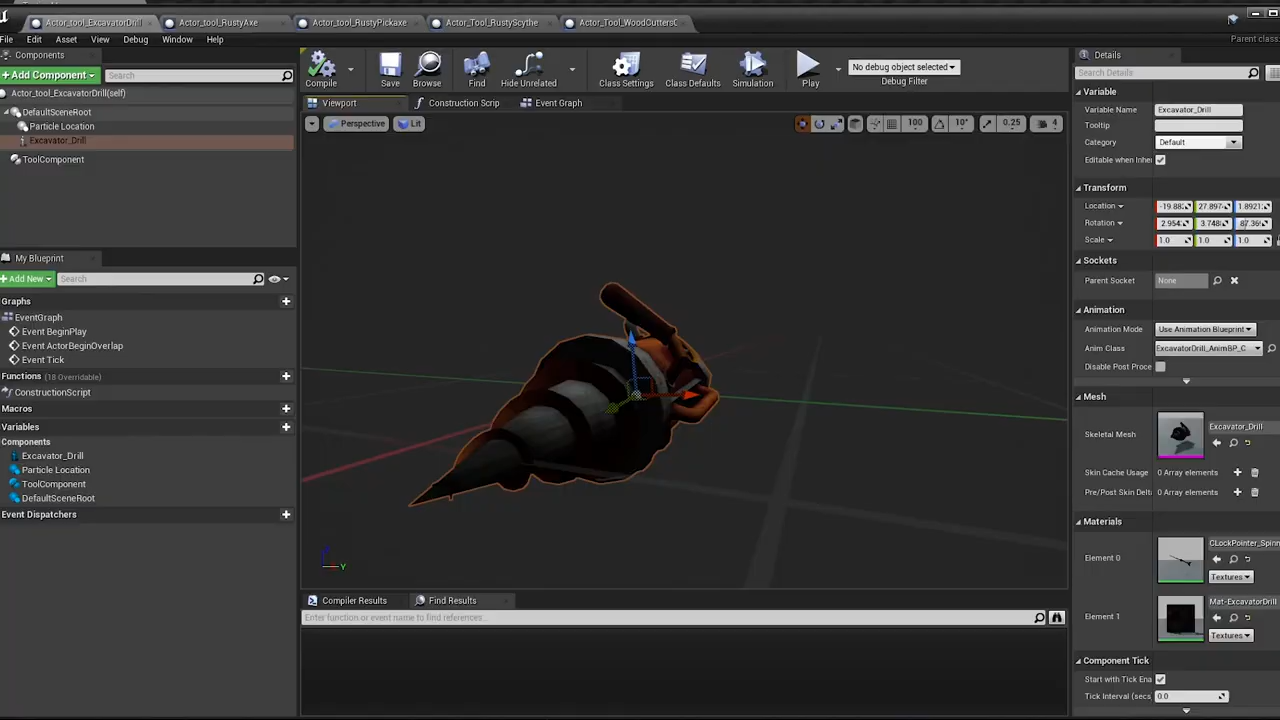 Actor_tool_ExcavatorDrill
Actor_tool_RustyAxe
Actor_tool_RustyPickaxe
Actor_Tool_RustyScythe
Actor_Tool_WoodCuttersC
Parent class:
File Edit Asset View Debug Window Help
Components
Details
+ Add Component
Search
Compile
Save
Browse
Find
Hide Unrelated
Class Settings
Class Defaults
Simulation
Play
No debug object selected
Debug Filter
Search Details
Actor_tool_ExcavatorDrill(self)
DefaultSceneRoot
Particle Location
Excavator_Drill
ToolComponent
Viewport
Construction Scrip
Event Graph
Perspective
Lit
100
10°
0.25
4
Variable
Variable Name Excavator_Drill
Tooltip
Category Default
Editable when Inher
Transform
Location -19.88 27.897 1.8921
Rotation 2.954 3.748 87.36
Scale 1.0 1.0 1.0
Sockets
Parent Socket None
Animation
Animation Mode Use Animation Blueprint
Anim Class ExcavatorDrill_AnimBP_C
Disable Post Proce
Mesh
Skeletal Mesh Excavator_Drill
Skin Cache Usage 0 Array elements
Pre/Post Skin Delt 0 Array elements
Materials
Element 0 CLockPointer_Spinn
Textures
Element 1 Mat-ExcavatorDrill
Textures
Component Tick
Start with Tick Ena
Tick Interval (secs 0.0
My Blueprint
+ Add New
Search
Graphs
EventGraph
Event BeginPlay
Event ActorBeginOverlap
Event Tick
Functions (18 Overridable)
ConstructionScript
Macros
Variables
Components
Excavator_Drill
Particle Location
ToolComponent
DefaultSceneRoot
Event Dispatchers
Y
Compiler Results
Find Results
Enter function or event name to find references...